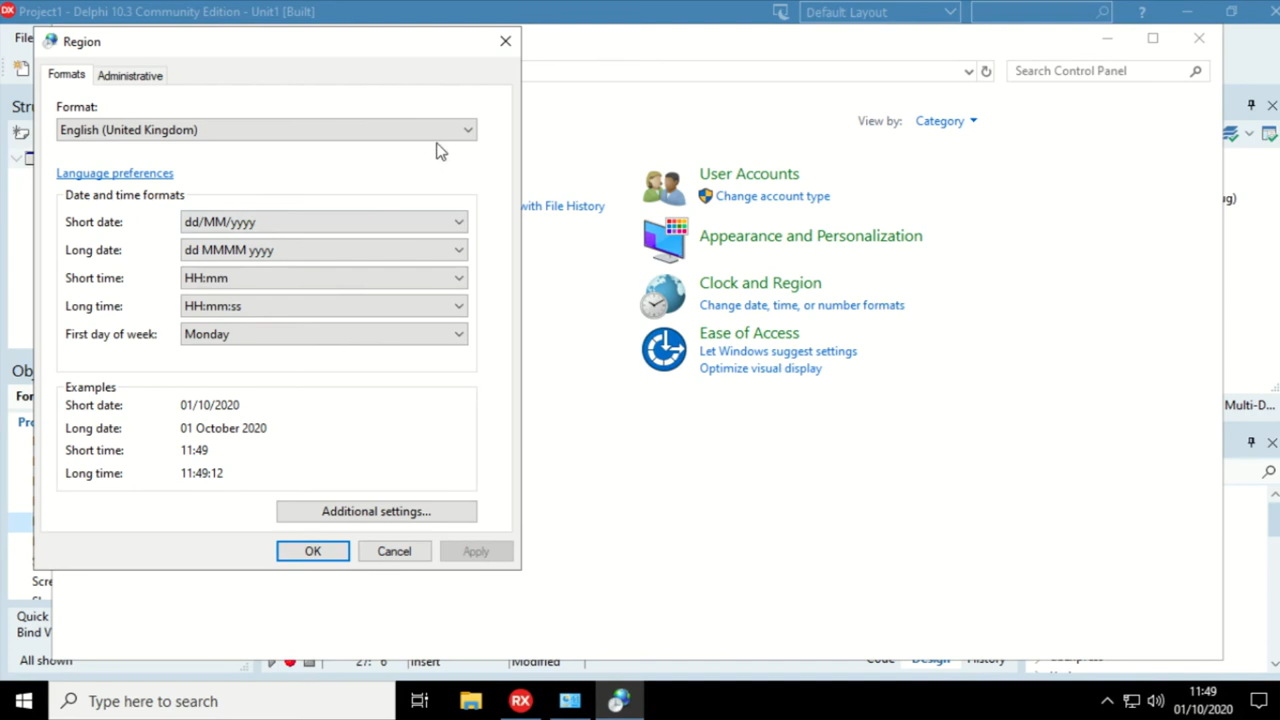 Project1 - Delphi 10.3 Community Edition - Unit1 [Built]
Default Layout
File
Region
Formats
Administrative
Format:
English (United Kingdom)
Language preferences
Date and time formats
Short date: dd/MM/yyyy
Long date: dd MMMM yyyy
Short time: HH:mm
Long time: HH:mm:ss
First day of week: Monday
Examples
Short date: 01/10/2020
Long date: 01 October 2020
Short time: 11:49
Long time: 11:49:12
Additional settings...
OK
Cancel
Apply
Search Control Panel
View by: Category
with File History
User Accounts
Change account type
Appearance and Personalization
Clock and Region
Change date, time, or number formats
Ease of Access
Let Windows suggest settings
Optimize visual display
Multi-D...
Quick
Bind V
All shown
27: 6
Insert
Modified
Code
Design
History
Type here to search
RX
11:49
01/10/2020